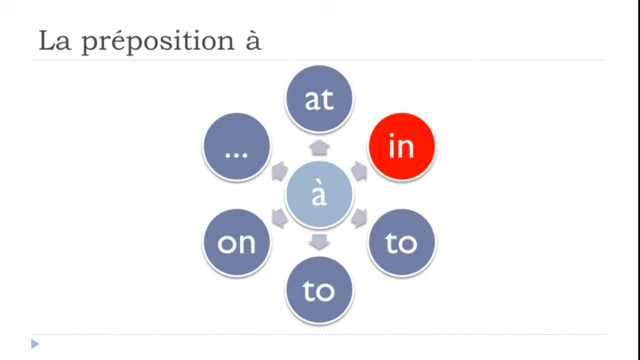 La préposition à
at
... in
à
on to
to